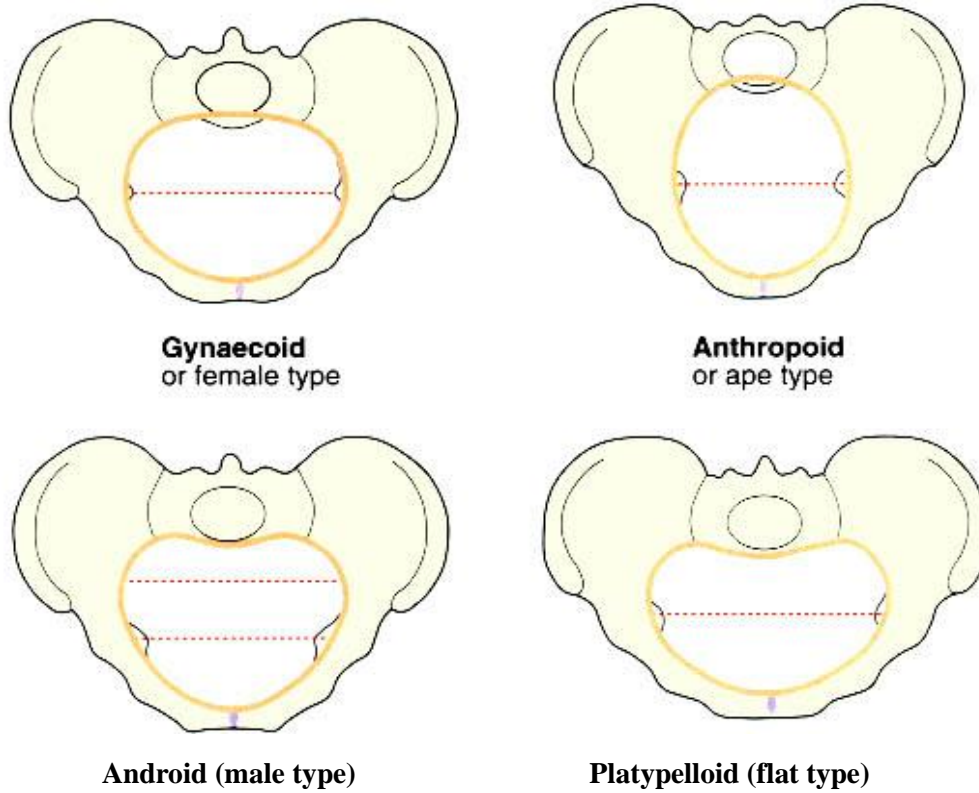 Gynaecoid
or female type
Anthropoid
or ape type
Android (male type)
Platypelloid (flat type)